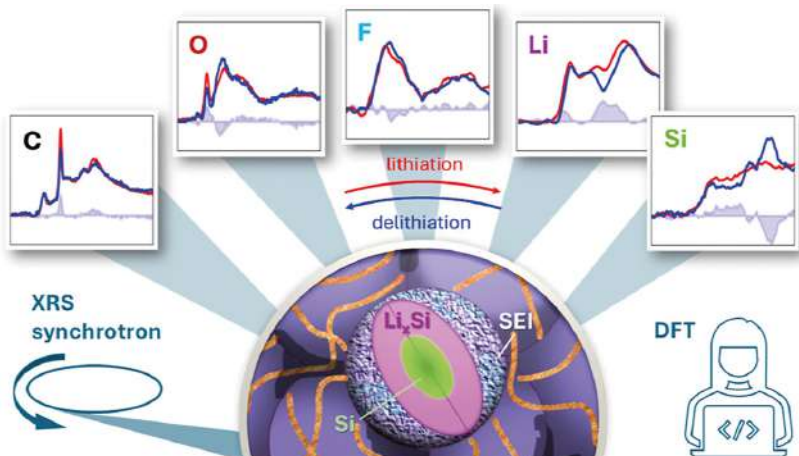 C
O
F
Li
Si
lithiation
delithiation
XRS
synchrotron
LiₓSi
SEI
Si
DFT
</>